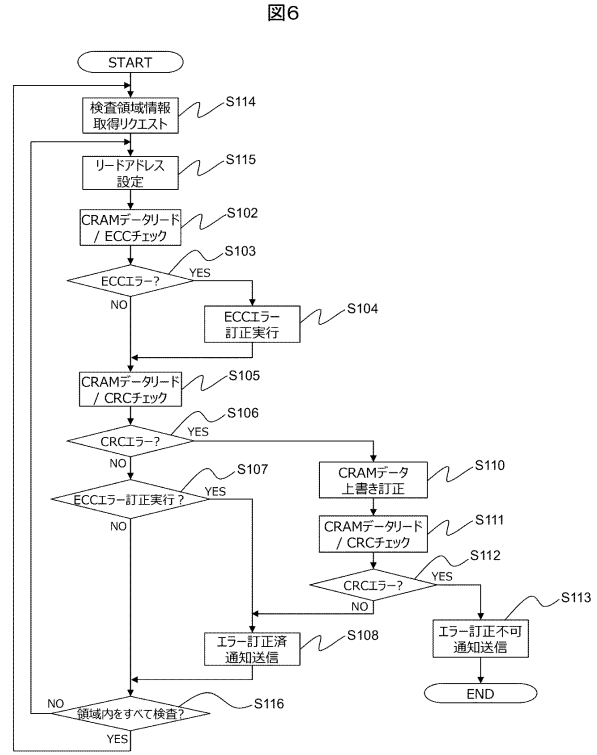 図6
START
検査領域情報
取得リクエスト
S114
リードアドレス
設定
S115
CRAMデータリード
/ ECCチェック
S102
ECCエラー?
S103
YES
NO
ECCエラー
訂正実行
S104
CRAMデータリード
/ CRCチェック
S105
CRCエラー?
S106
YES
NO
ECCエラー訂正実行?
S107
YES
NO
CRAMデータ
上書き訂正
S110
CRAMデータリード
/ CRCチェック
S111
CRCエラー?
S112
YES
NO
エラー訂正不可
通知送信
S113
エラー訂正済
通知送信
S108
END
領域内をすべて検査?
S116
NO
YES